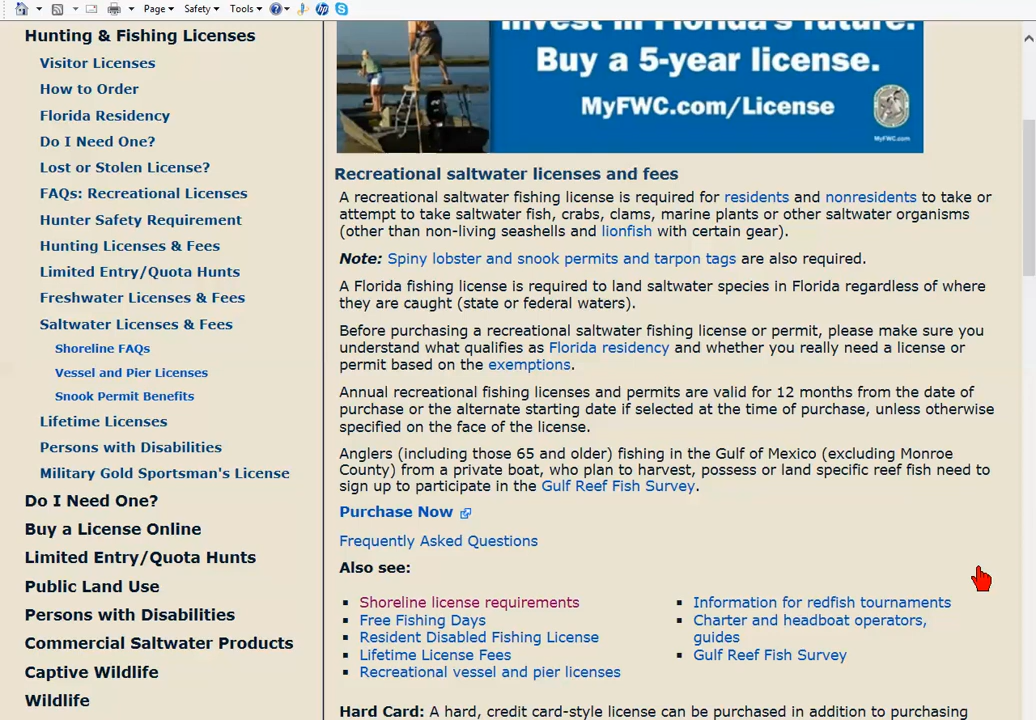 Page
Safety
Tools
Hunting & Fishing Licenses
Visitor Licenses
How to Order
Florida Residency
Do I Need One?
Lost or Stolen License?
FAQs: Recreational Licenses
Hunter Safety Requirement
Hunting Licenses & Fees
Limited Entry/Quota Hunts
Freshwater Licenses & Fees
Saltwater Licenses & Fees
Shoreline FAQs
Vessel and Pier Licenses
Snook Permit Benefits
Lifetime Licenses
Persons with Disabilities
Military Gold Sportsman's License
Do I Need One?
Buy a License Online
Limited Entry/Quota Hunts
Public Land Use
Persons with Disabilities
Commercial Saltwater Products
Captive Wildlife
Wildlife
Invest in Florida's future.
Buy a 5-year license.
MyFWC.com/License
MyFWC.com
Recreational saltwater licenses and fees
A recreational saltwater fishing license is required for residents and nonresidents to take or
attempt to take saltwater fish, crabs, clams, marine plants or other saltwater organisms
(other than non-living seashells and lionfish with certain gear).
Note: Spiny lobster and snook permits and tarpon tags are also required.
A Florida fishing license is required to land saltwater species in Florida regardless of where
they are caught (state or federal waters).
Before purchasing a recreational saltwater fishing license or permit, please make sure you
understand what qualifies as Florida residency and whether you really need a license or
permit based on the exemptions.
Annual recreational fishing licenses and permits are valid for 12 months from the date of
purchase or the alternate starting date if selected at the time of purchase, unless otherwise
specified on the face of the license.
Anglers (including those 65 and older) fishing in the Gulf of Mexico (excluding Monroe
County) from a private boat, who plan to harvest, possess or land specific reef fish need to
sign up to participate in the Gulf Reef Fish Survey.
Purchase Now
Frequently Asked Questions
Also see:
Shoreline license requirements
Free Fishing Days
Resident Disabled Fishing License
Lifetime License Fees
Recreational vessel and pier licenses
Information for redfish tournaments
Charter and headboat operators,
guides
Gulf Reef Fish Survey
Hard Card: A hard, credit card-style license can be purchased in addition to purchasing